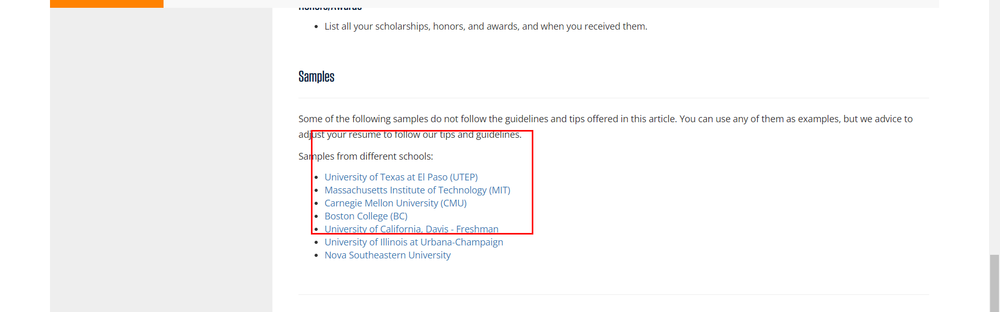 Honors/Awards
List all your scholarships, honors, and awards, and when you received them.
Samples
Some of the following samples do not follow the guidelines and tips offered in this article. You can use any of them as examples, but we advice to
adjust your resume to follow our tips and guidelines.
Samples from different schools:
University of Texas at El Paso (UTEP)
Massachusetts Institute of Technology (MIT)
Carnegie Mellon University (CMU)
Boston College (BC)
University of California, Davis - Freshman
University of Illinois at Urbana-Champaign
Nova Southeastern University